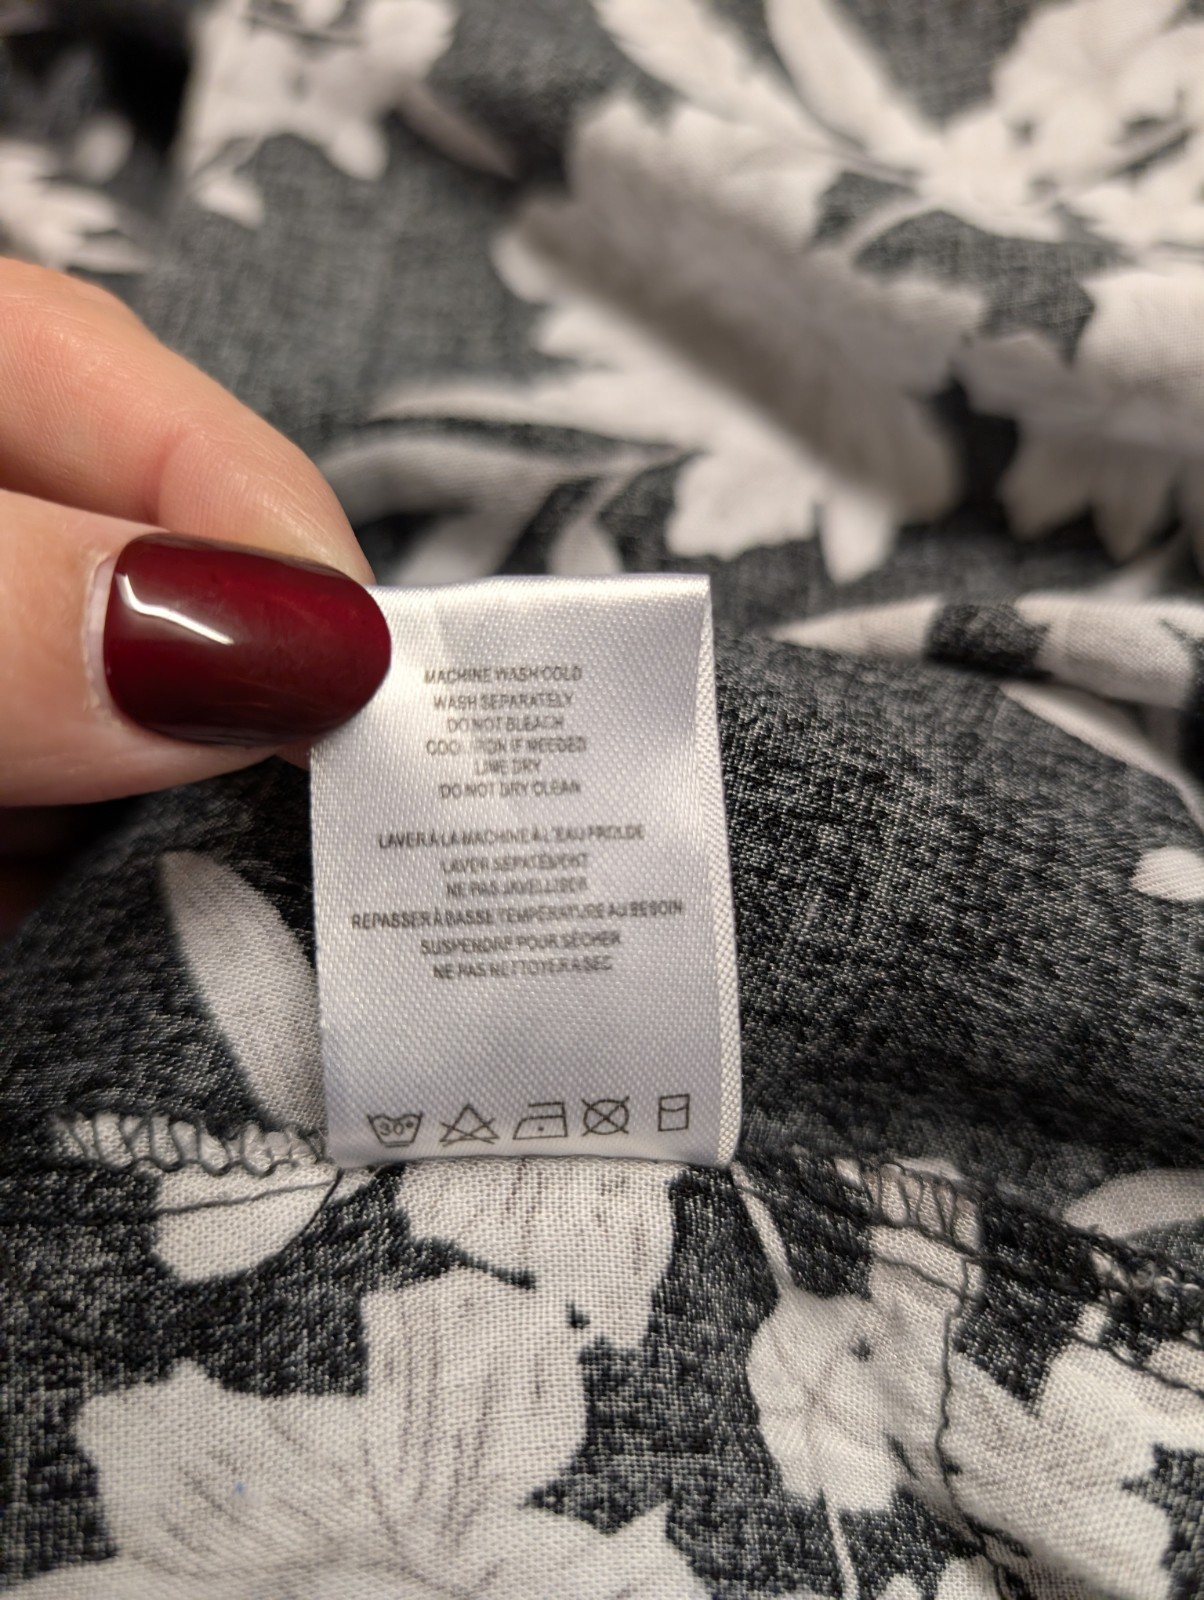 MACHINE WASH COLD
WASH SEPARATELY
DO NOT BLEACH
COOL IRON IF NEEDED
LINE DRY
DO NOT DRY CLEAN
LAVER À LA MACHINE À L'EAU FROIDE
LAVER SEPATÉMENT
NE PAS JAVELLISER
REPASSER À BASSE TEMPERATURE AU BESOIN
SUSPENDRE POUR SÉCHER
NE PAS NETTOYER A SEC
30°